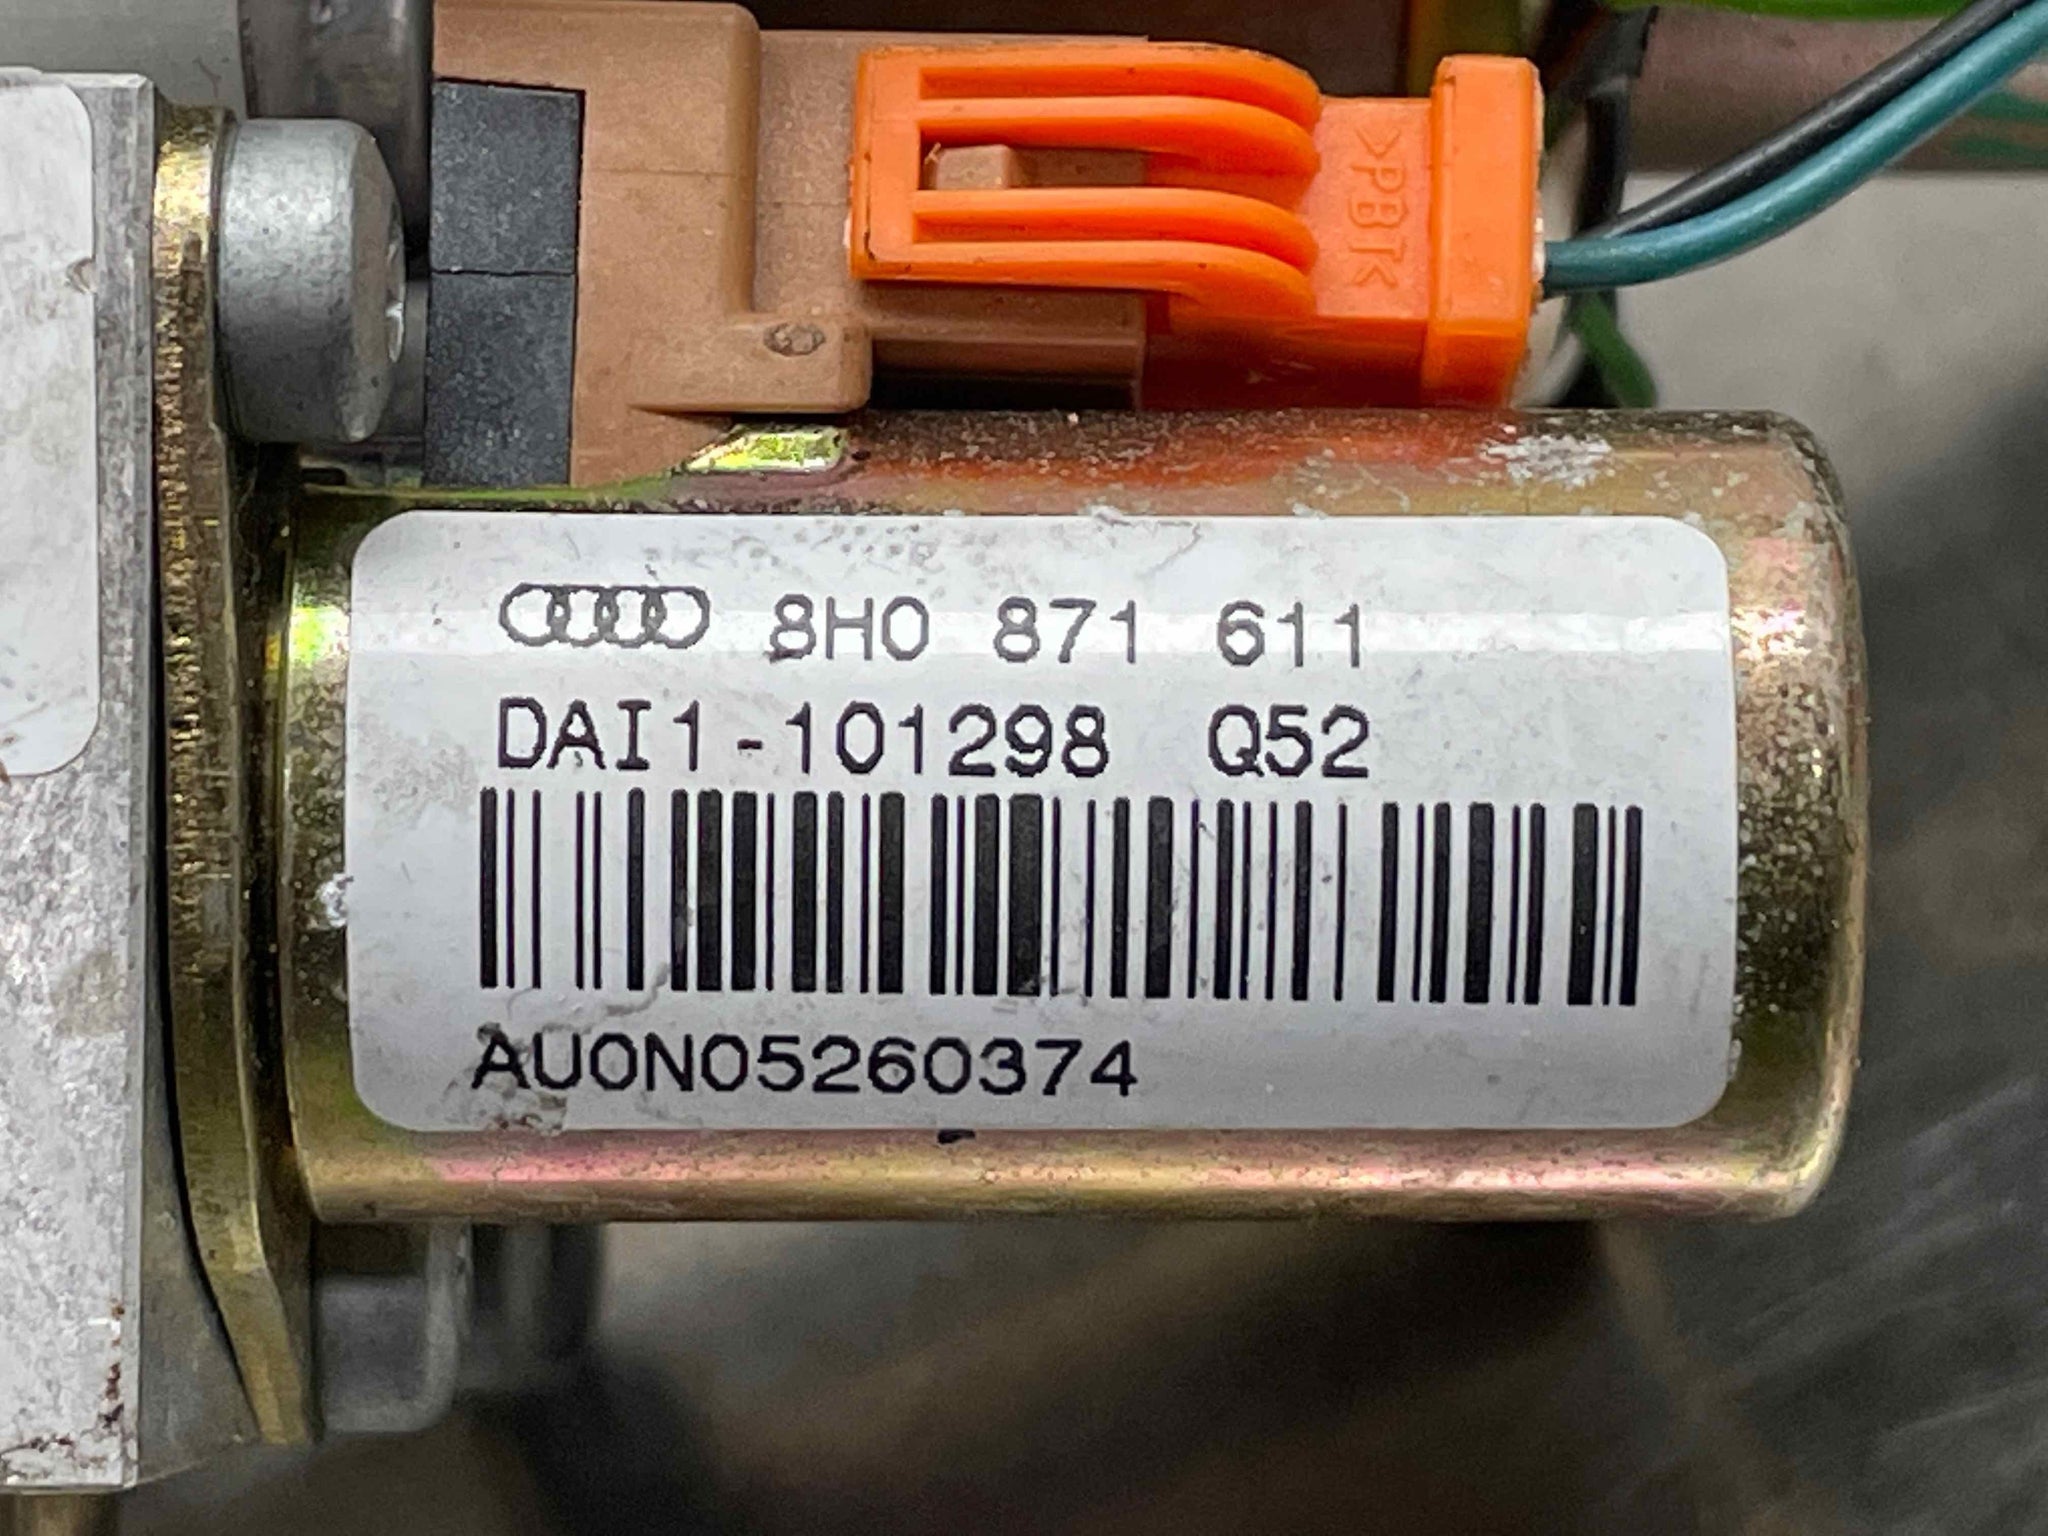 >PBT<
8H0 871 611
DAI1-101298 Q52
AU0N05260374